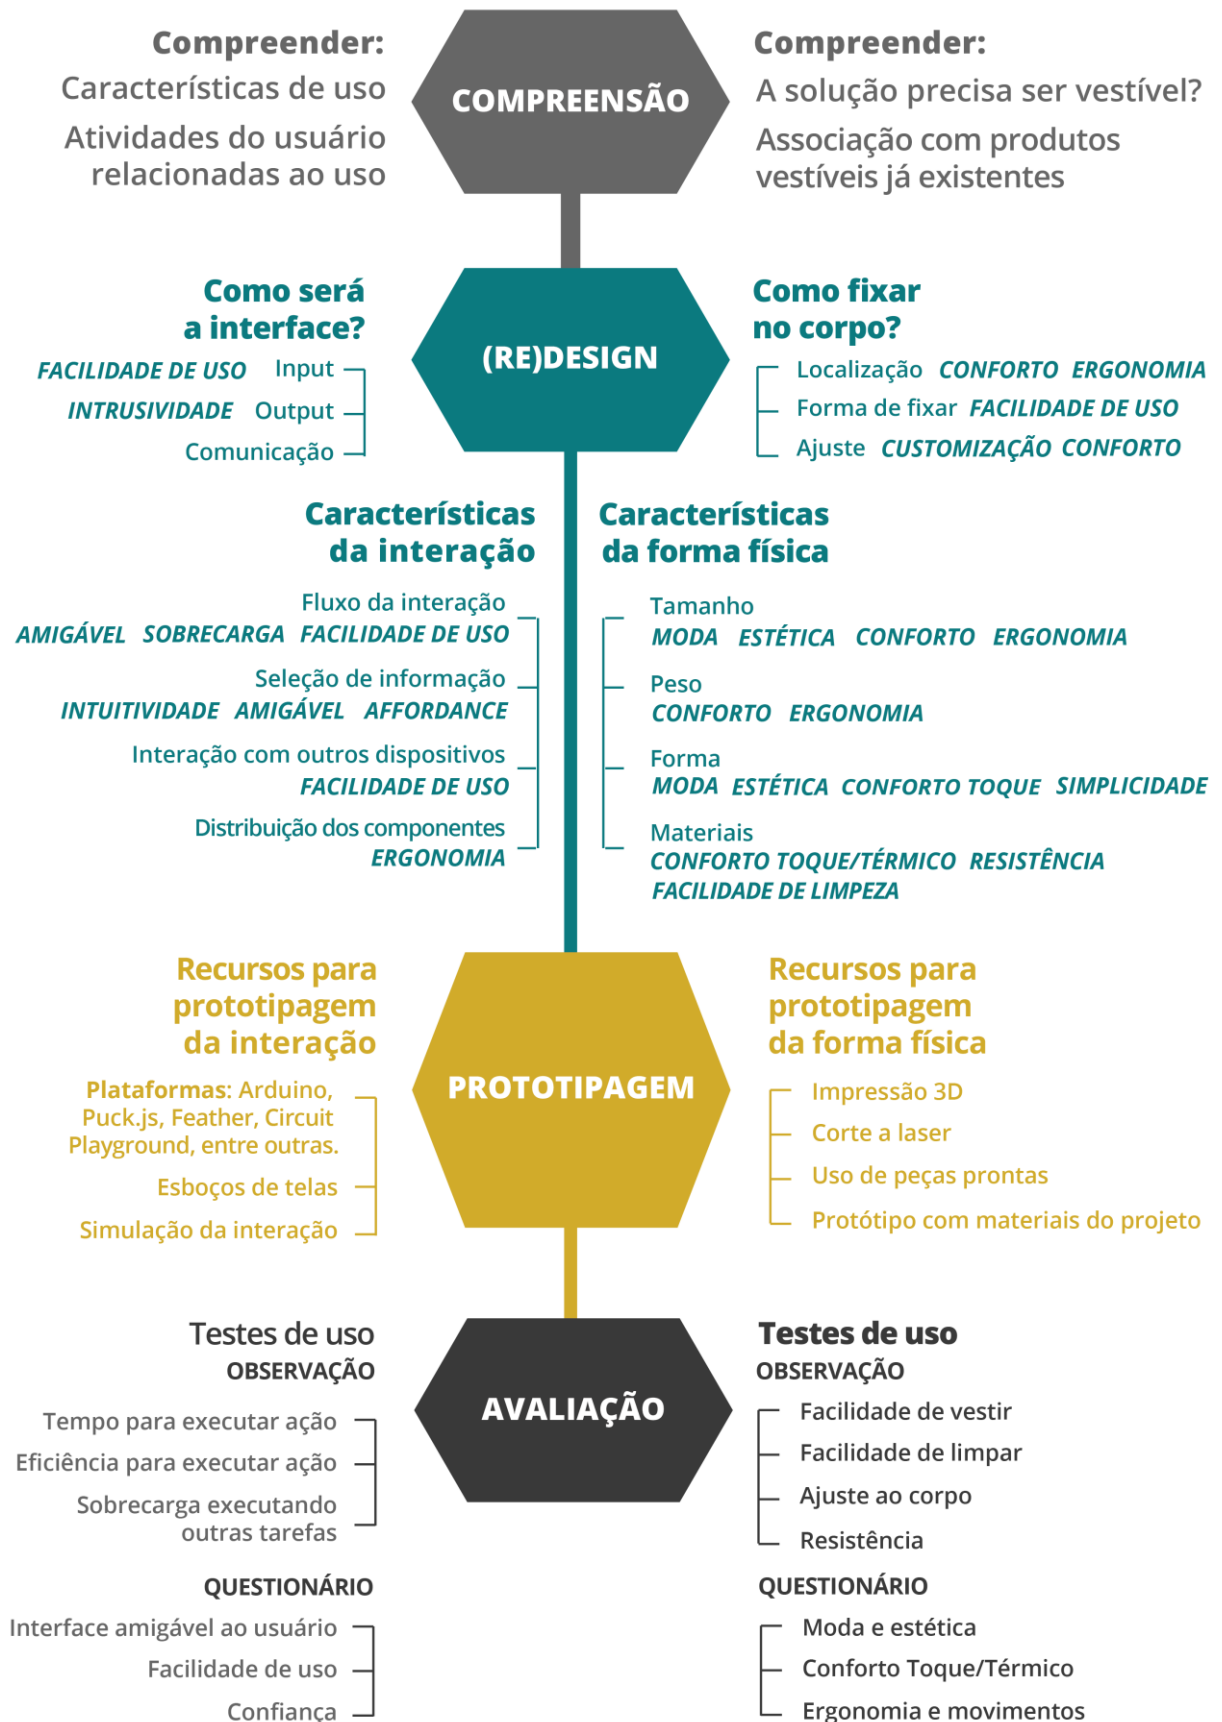 Compreender:
Características de uso
Atividades do usuário
relacionadas ao uso
COMPREENSÃO
Compreender:
A solução precisa ser vestível?
Associação com produtos
vestíveis já existentes
Como será
a interface?
FACILIDADE DE USO Input
INTRUSIVIDADE Output
Comunicação
(RE)DESIGN
Como fixar
no corpo?
Localização CONFORTO ERGONOMIA
Forma de fixar FACILIDADE DE USO
Ajuste CUSTOMIZAÇÃO CONFORTO
Características
da interação
Fluxo da interação
AMIGÁVEL SOBRECARGA FACILIDADE DE USO
Seleção de informação
INTUITIVIDADE AMIGÁVEL AFFORDANCE
Interação com outros dispositivos
FACILIDADE DE USO
Distribuição dos componentes
ERGONOMIA
Características
da forma física
Tamanho
MODA ESTÉTICA CONFORTO ERGONOMIA
Peso
CONFORTO ERGONOMIA
Forma
MODA ESTÉTICA CONFORTO TOQUE SIMPLICIDADE
Materiais
CONFORTO TOQUE/TÉRMICO RESISTÊNCIA
FACILIDADE DE LIMPEZA
Recursos para
prototipagem
da interação
Plataformas: Arduino,
Puck.js, Feather, Circuit
Playground, entre outras.
Esboços de telas
Simulação da interação
PROTOTIPAGEM
Recursos para
prototipagem
da forma física
Impressão 3D
Corte a laser
Uso de peças prontas
Protótipo com materiais do projeto
Testes de uso
OBSERVAÇÃO
Tempo para executar ação
Eficiência para executar ação
Sobrecarga executando
outras tarefas
QUESTIONÁRIO
Interface amigável ao usuário
Facilidade de uso
Confiança
AVALIAÇÃO
Testes de uso
OBSERVAÇÃO
Facilidade de vestir
Facilidade de limpar
Ajuste ao corpo
Resistência
QUESTIONÁRIO
Moda e estética
Conforto Toque/Térmico
Ergonomia e movimentos